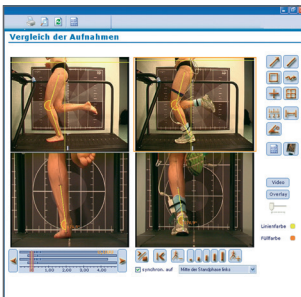 Vergleich der Aufnahmen
Video
Overlay
Linienfarbe
Füllfarbe
1.00 2.00 3.00 4.00
synchron. auf Mitte der Standphase links